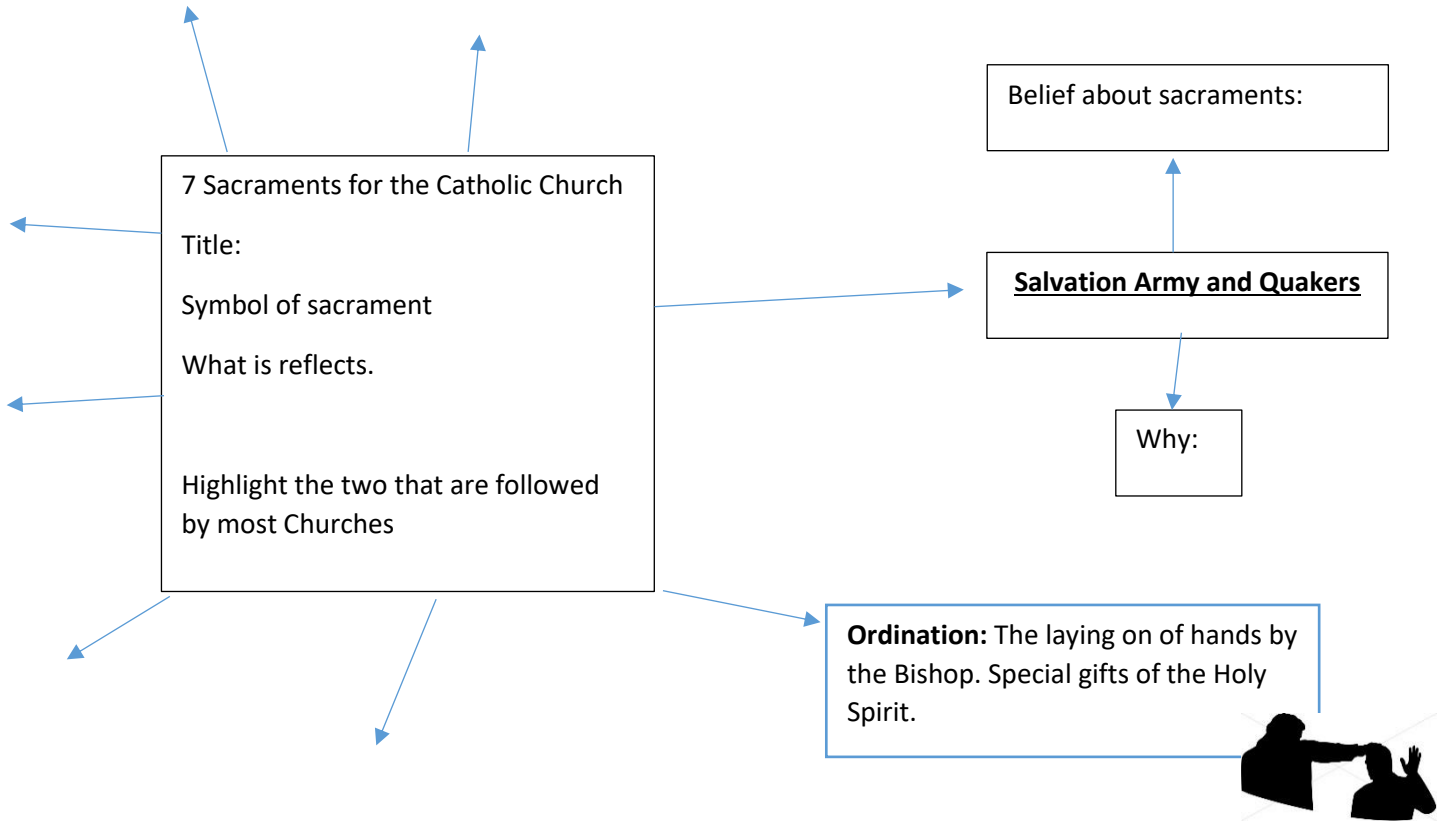 7 Sacraments for the Catholic Church
Title:
Symbol of sacrament
What is reflects.
Highlight the two that are followed
by most Churches
Belief about sacraments:
Salvation Army and Quakers
Why:
Ordination: The laying on of hands by
the Bishop. Special gifts of the Holy
Spirit.